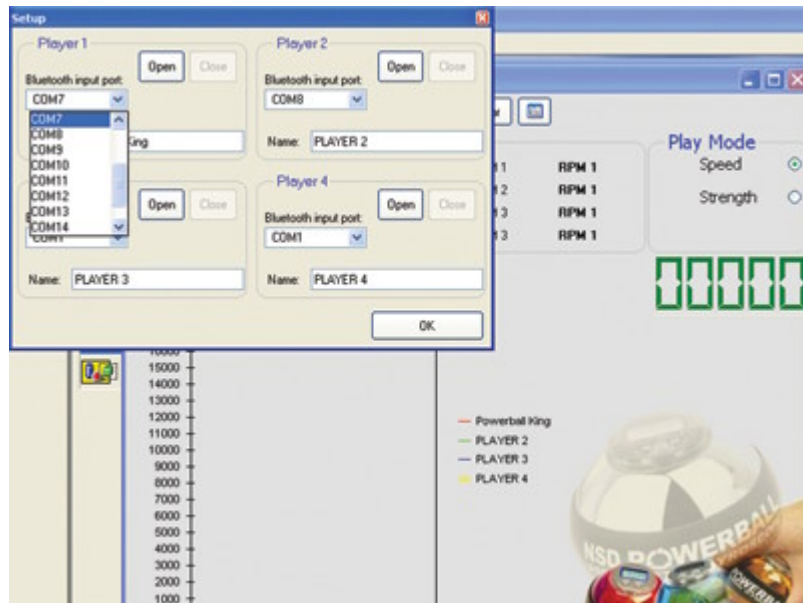 Setup
Player 1
Open
Close
Bluetooth input port:
COM7
COM7
COM8
COM9
COM10
COM11
COM12
COM13
COM14
King
Player 2
Open
Close
Bluetooth input port:
COM8
Name: PLAYER 2
Open
Close
COM1
Name: PLAYER 3
Player 4
Open
Close
Bluetooth input port:
COM1
Name: PLAYER 4
OK
RPM 1
RPM 1
RPM 1
RPM 1
Play Mode
Speed
Strength
00000
15000
14000
13000
12000
11000
10000
9000
8000
7000
6000
5000
4000
3000
2000
1000
Powerball King
PLAYER 2
PLAYER 3
PLAYER 4
NSD POWERBALL